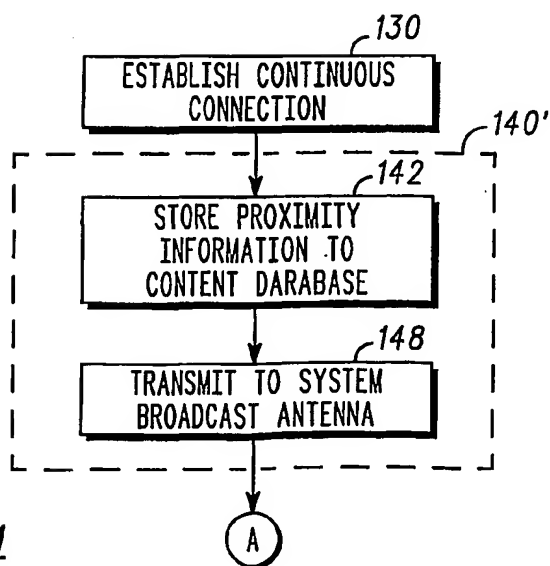 130
ESTABLISH CONTINUOUS
CONNECTION
140'
142
STORE PROXIMITY
INFORMATION TO
CONTENT DARABASE
148
TRANSMIT TO SYSTEM
BROADCAST ANTENNA
A